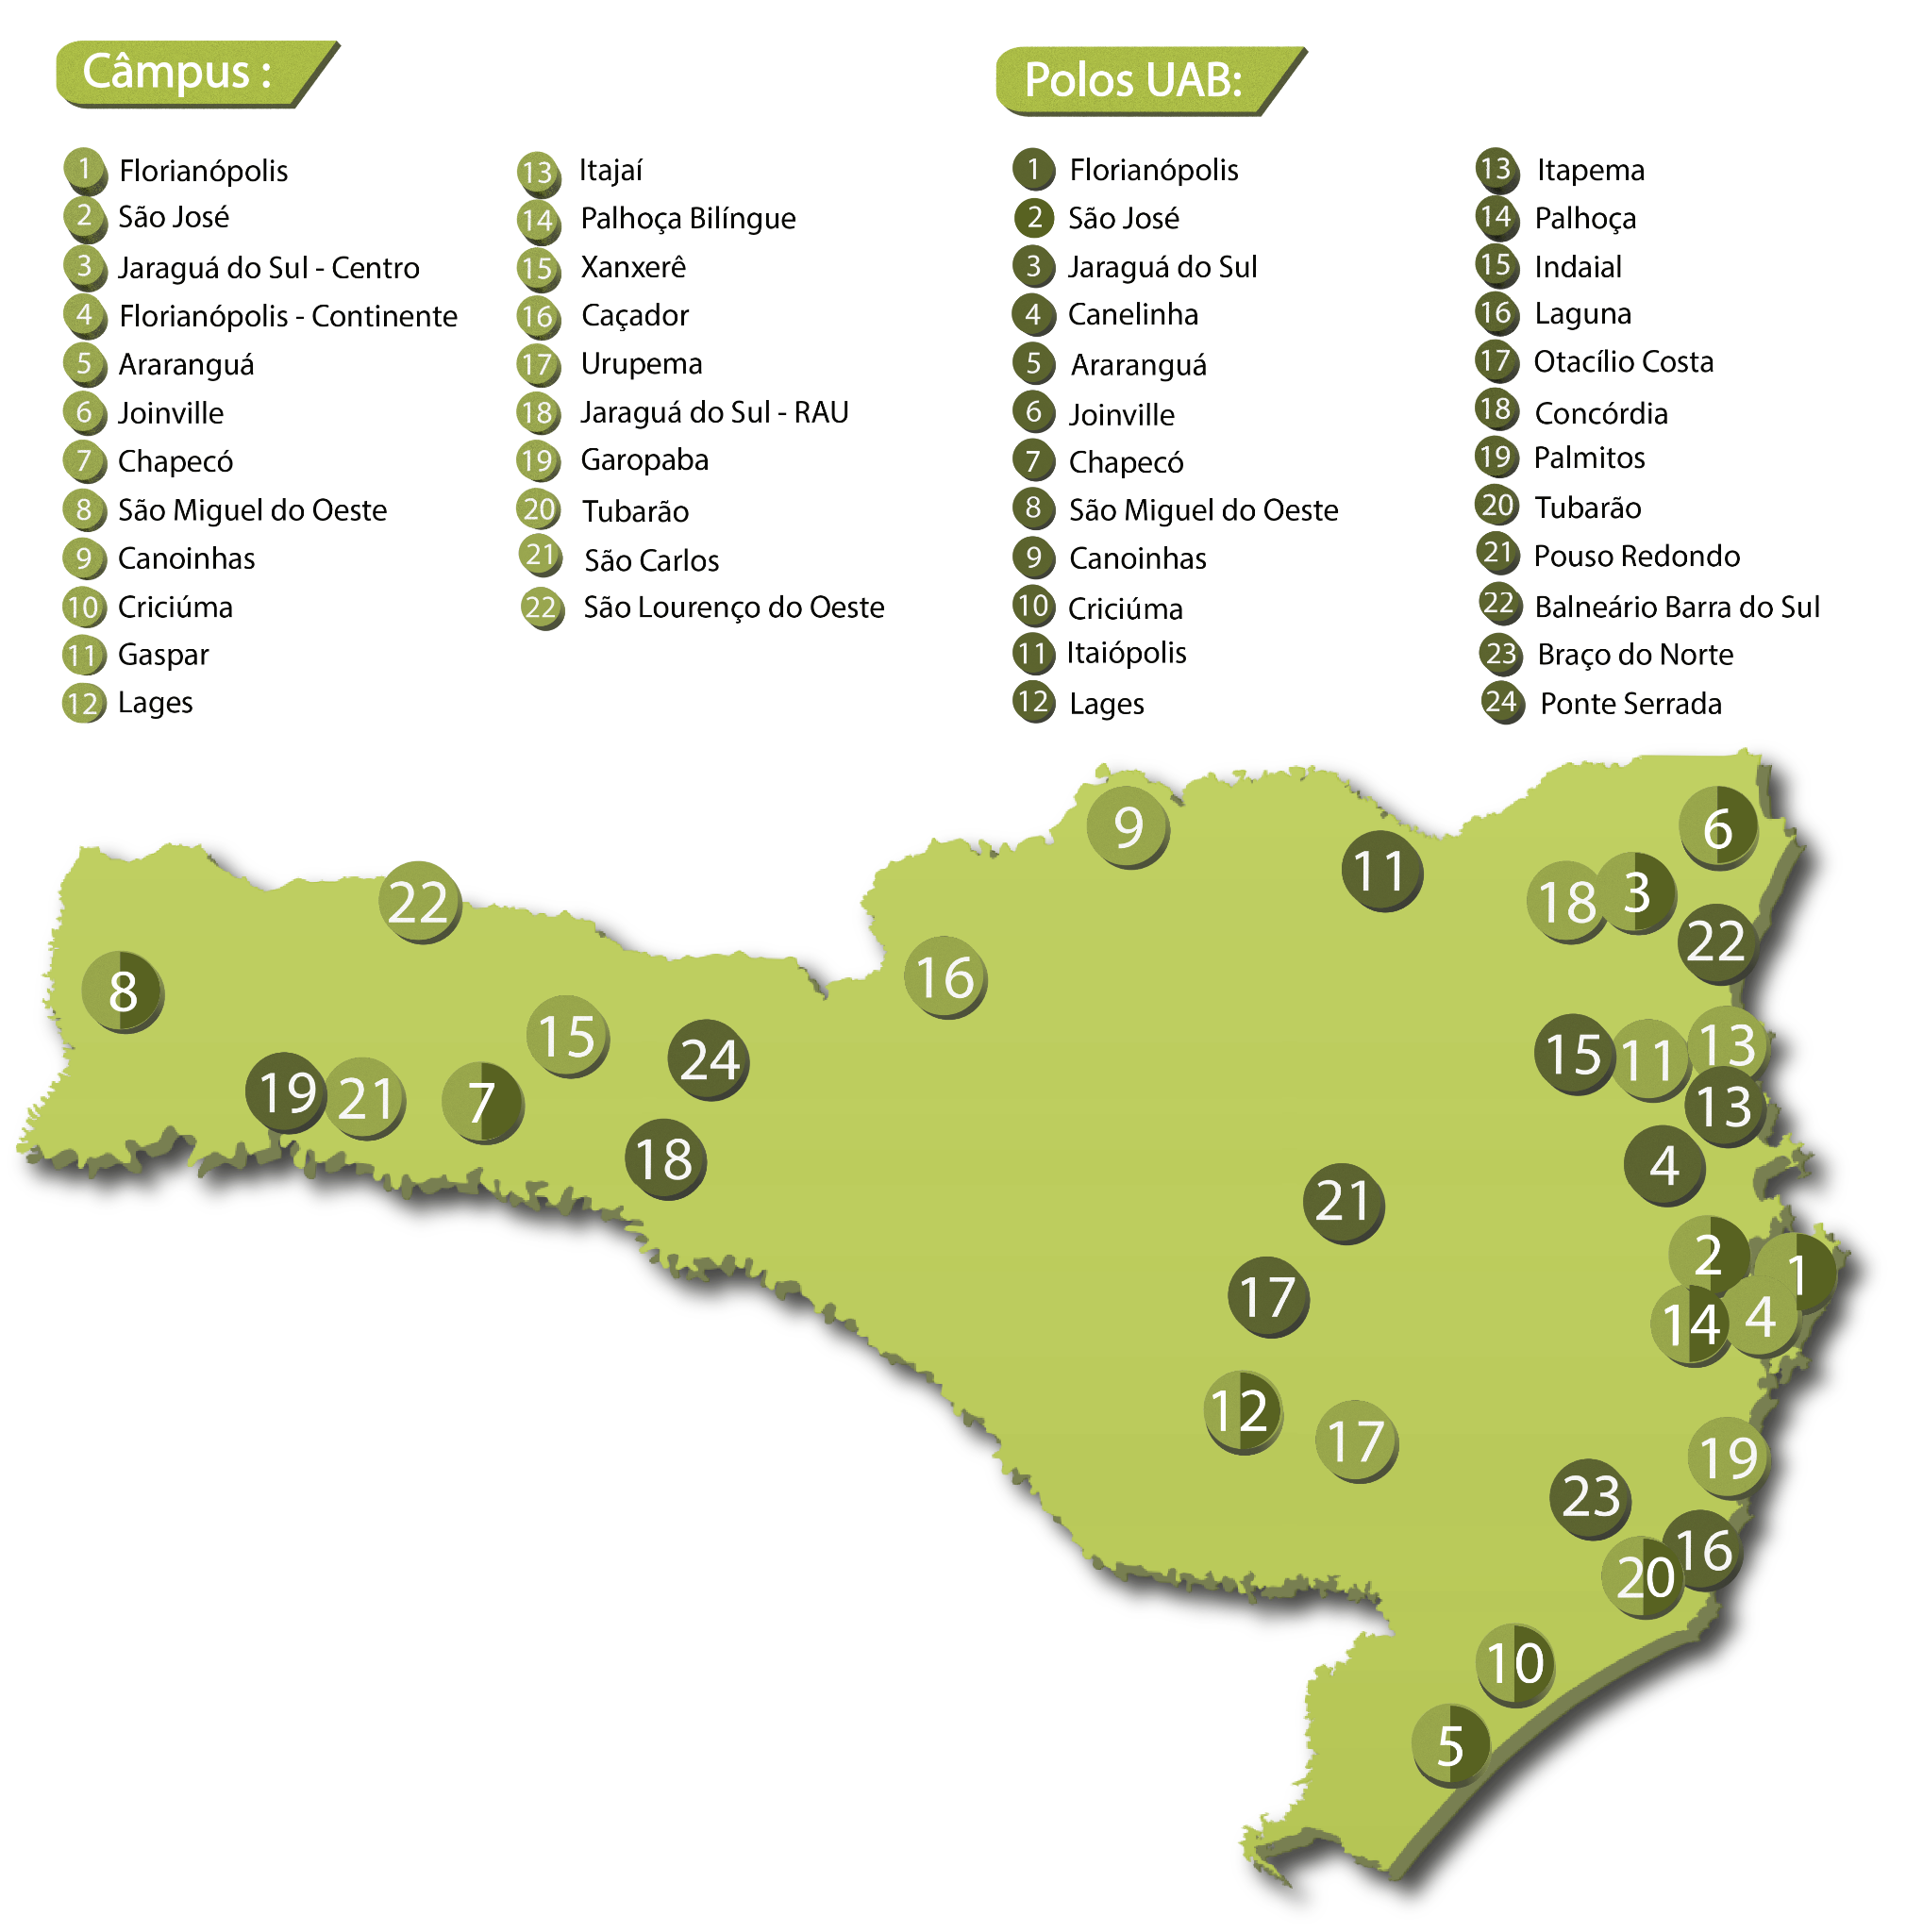 Câmpus :
1 Florianópolis
2 São José
3 Jaraguá do Sul - Centro
4 Florianópolis - Continente
5 Araranguá
6 Joinville
7 Chapecó
8 São Miguel do Oeste
9 Canoinhas
10 Criciúma
11 Gaspar
12 Lages
13 Itajaí
14 Palhoça Bilíngue
15 Xanxerê
16 Caçador
17 Urupema
18 Jaraguá do Sul - RAU
19 Garopaba
20 Tubarão
21 São Carlos
22 São Lourenço do Oeste
Polos UAB:
1 Florianópolis
2 São José
3 Jaraguá do Sul
4 Canelinha
5 Araranguá
6 Joinville
7 Chapecó
8 São Miguel do Oeste
9 Canoinhas
10 Criciúma
11 Itaiópolis
12 Lages
13 Itapema
14 Palhoça
15 Indaial
16 Laguna
17 Otacílio Costa
18 Concórdia
19 Palmitos
20 Tubarão
21 Pouso Redondo
22 Balneário Barra do Sul
23 Braço do Norte
24 Ponte Serrada
9
6
11
22
18
3
22
16
8
15
24
15
11
13
19
21
7
13
18
4
21
2
1
17
14
4
12
17
19
23
16
20
10
5